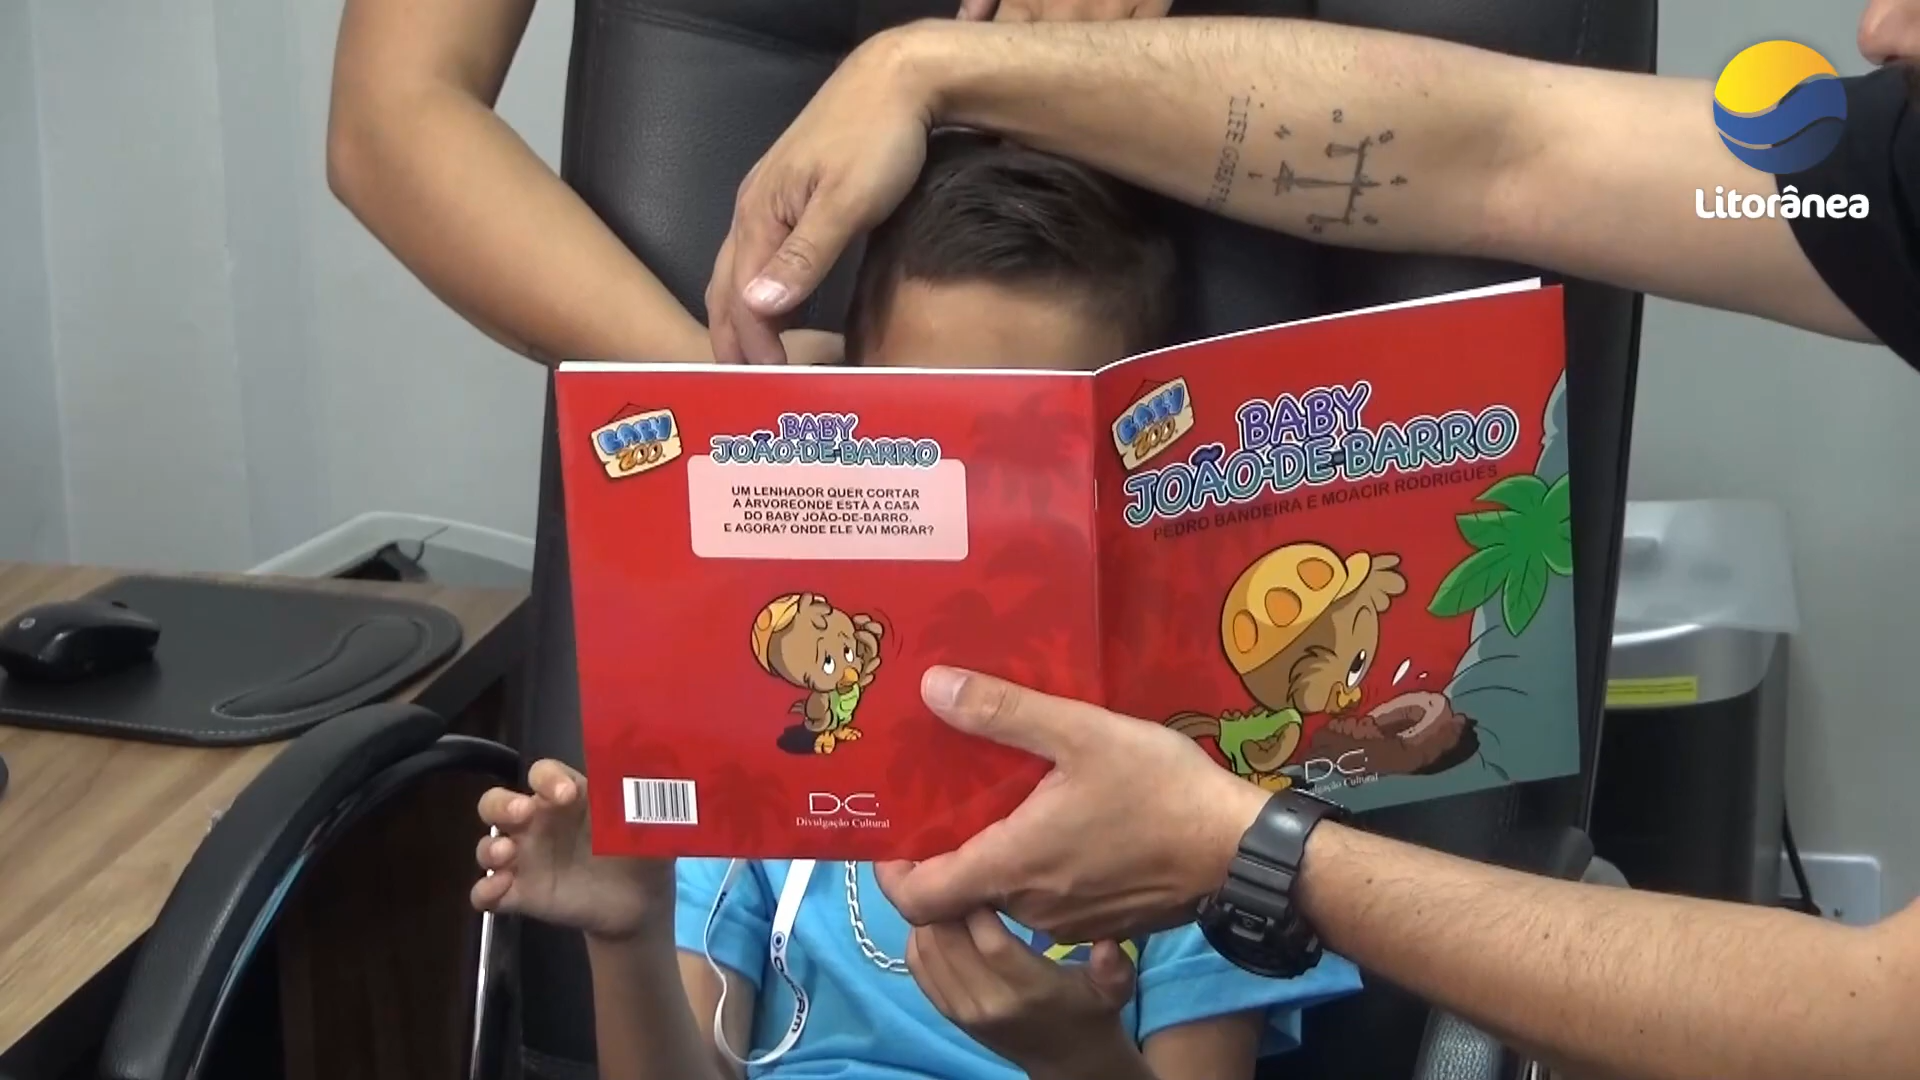 Litorânea
BABY
ZOO
BABY
JOÃO-DE-BARRO
UM LENHADOR QUER CORTAR
A ÁRVOREONDE ESTÁ A CASA
DO BABY JOÃO-DE-BARRO.
E AGORA? ONDE ELE VAI MORAR?
D.C.
Divulgação Cultural
BABY
ZOO
BABY
JOÃO-DE-BARRO
PEDRO BANDEIRA E MOACIR RODRIGUES
D.C.
Divulgação Cultural
LIFE